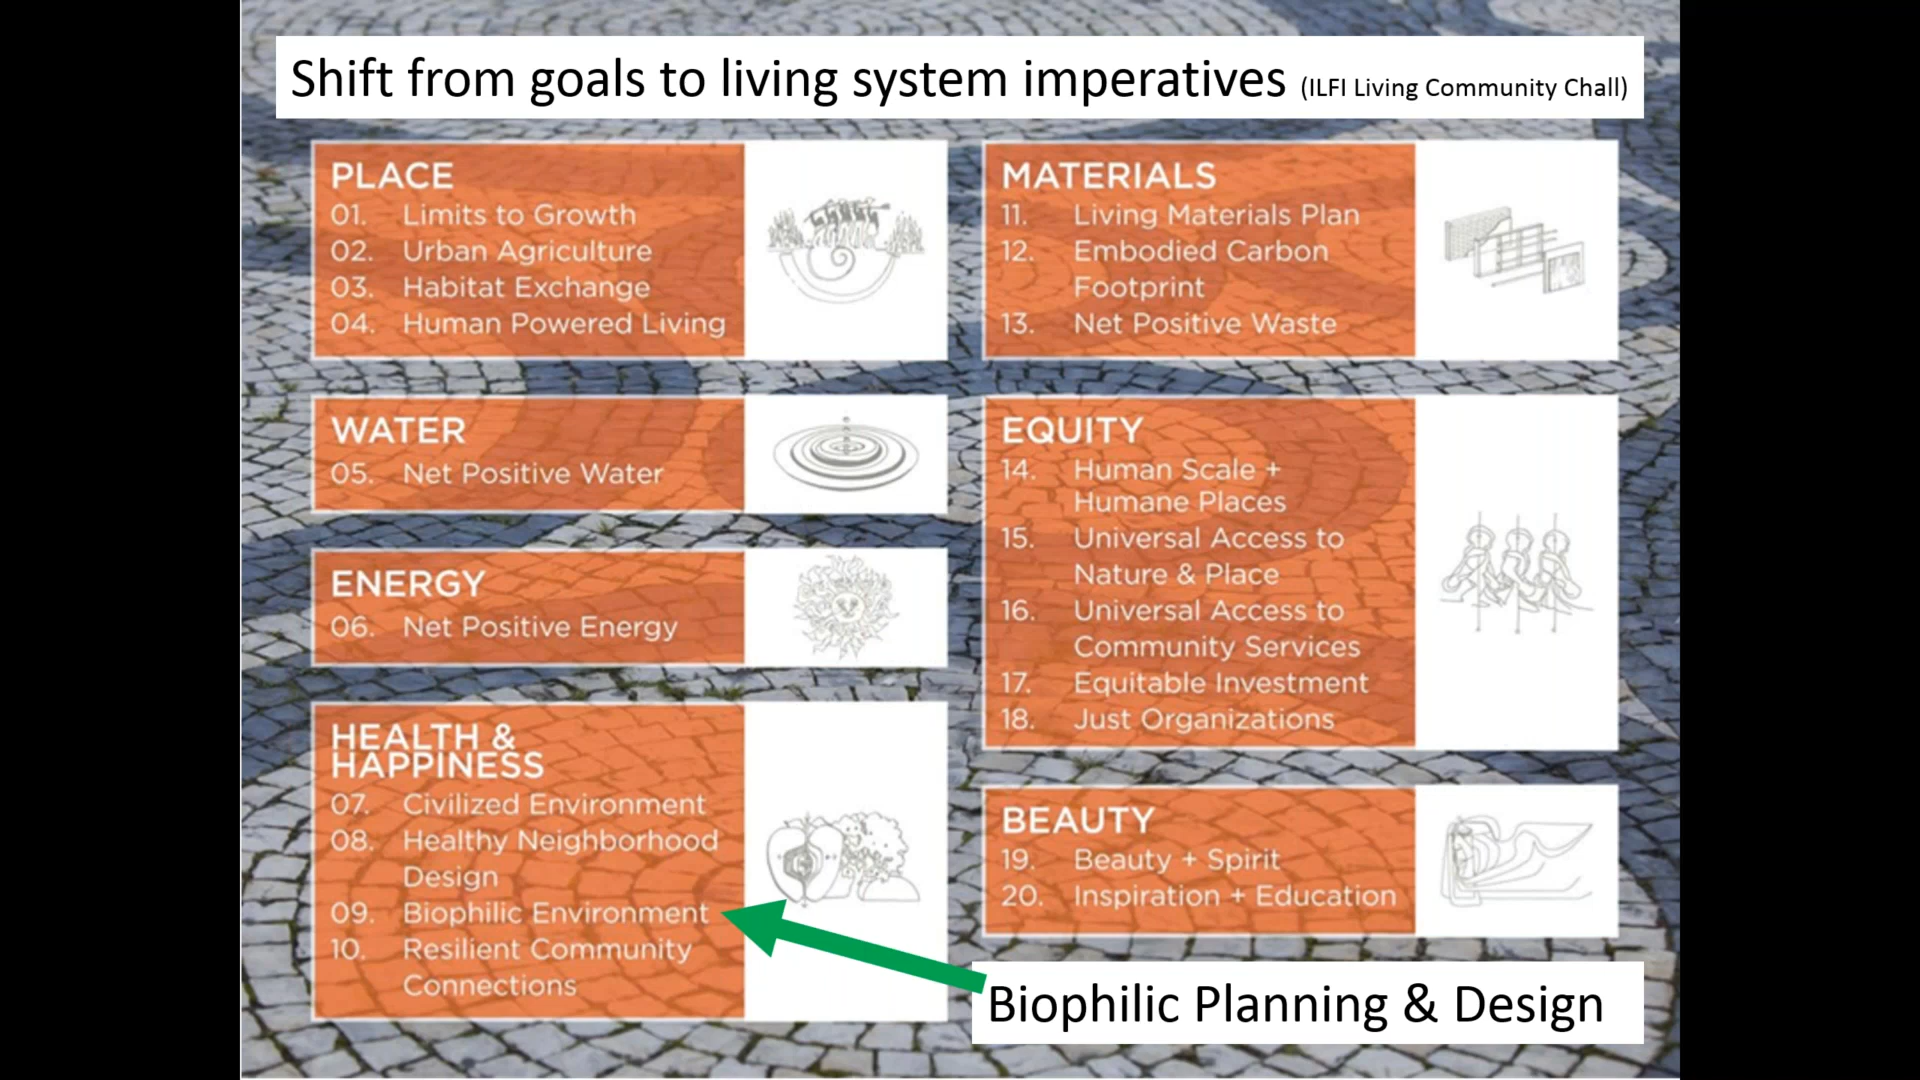 Shift from goals to living system imperatives (ILFI Living Community Chall)
PLACE
01. Limits to Growth
02. Urban Agriculture
03. Habitat Exchange
04. Human Powered Living
WATER
05. Net Positive Water
ENERGY
06. Net Positive Energy
HEALTH &
HAPPINESS
07. Civilized Environment
08. Healthy Neighborhood
Design
09. Biophilic Environment
10. Resilient Community
Connections
MATERIALS
11. Living Materials Plan
12. Embodied Carbon
Footprint
13. Net Positive Waste
EQUITY
14. Human Scale +
Humane Places
15. Universal Access to
Nature & Place
16. Universal Access to
Community Services
17. Equitable Investment
18. Just Organizations
BEAUTY
19. Beauty + Spirit
20. Inspiration + Education
Biophilic Planning & Design